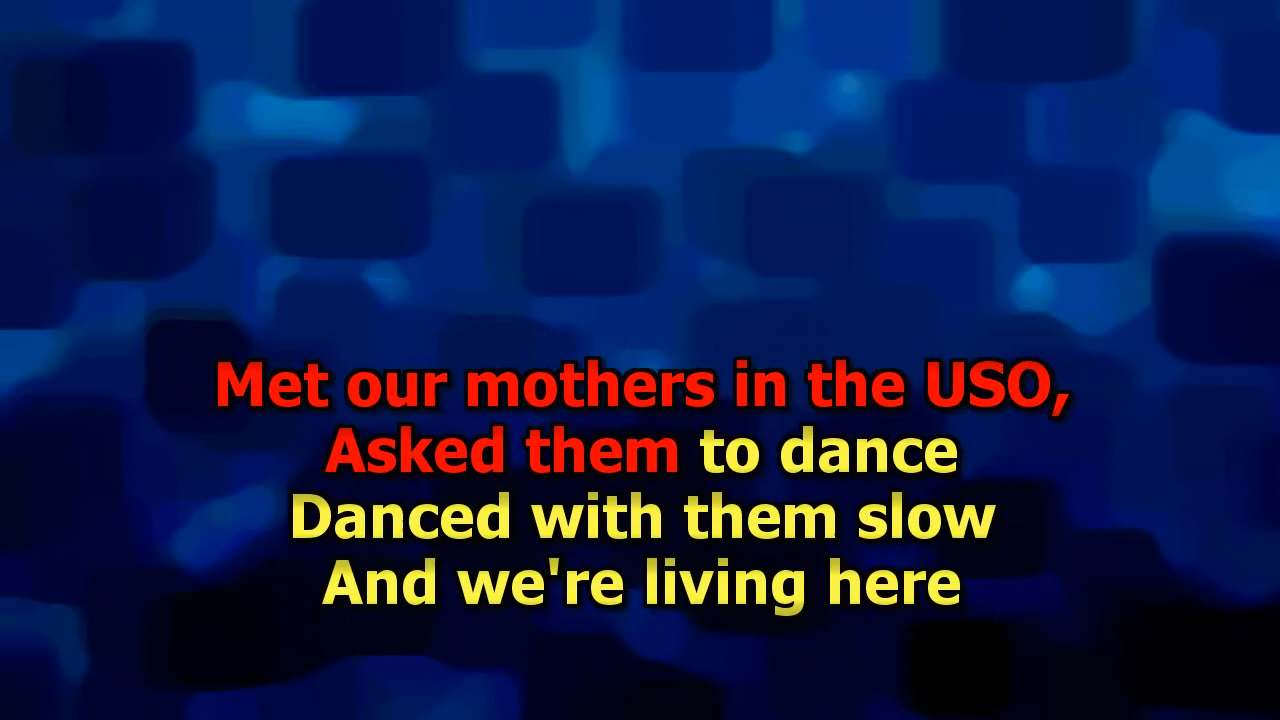 Met our mothers in the USO,
Asked them to dance
Danced with them slow
And we're living here